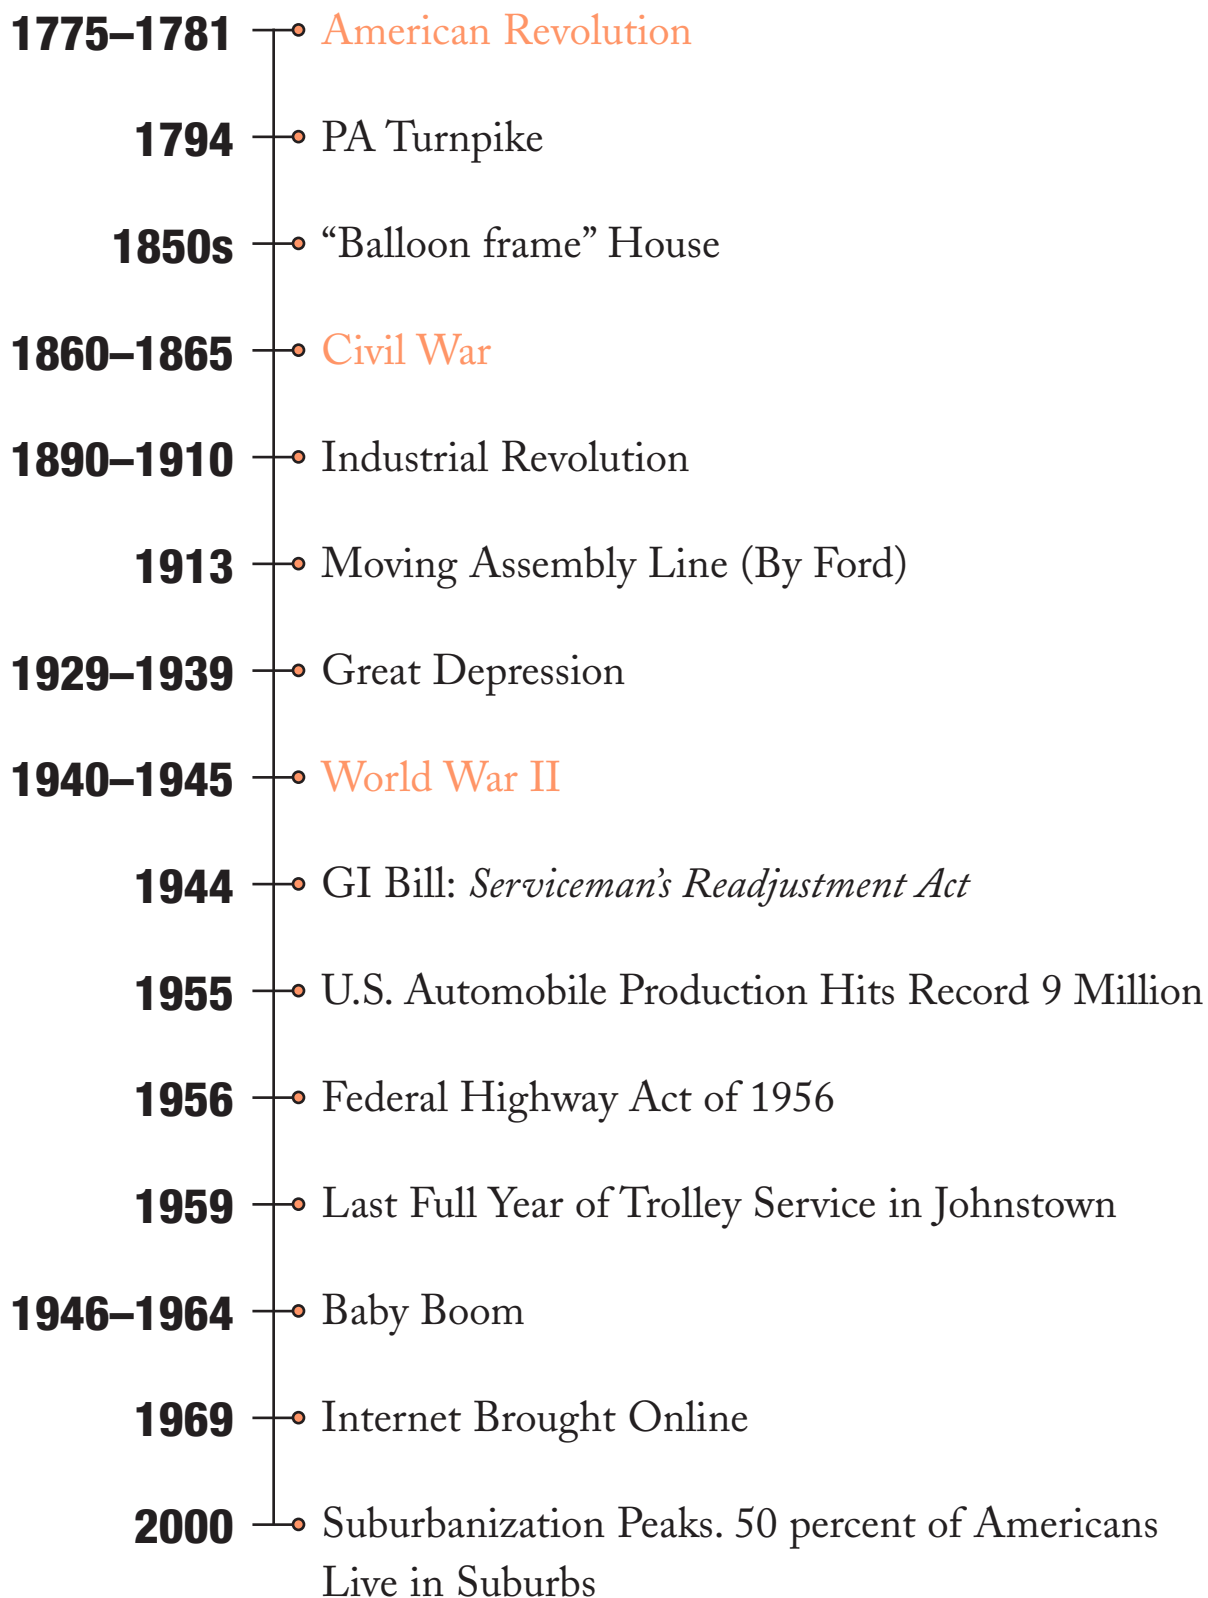 1775–1781 American Revolution
1794 PA Turnpike
1850s “Balloon frame” House
1860–1865 Civil War
1890–1910 Industrial Revolution
1913 Moving Assembly Line (By Ford)
1929–1939 Great Depression
1940–1945 World War II
1944 GI Bill: Serviceman’s Readjustment Act
1955 U.S. Automobile Production Hits Record 9 Million
1956 Federal Highway Act of 1956
1959 Last Full Year of Trolley Service in Johnstown
1946–1964 Baby Boom
1969 Internet Brought Online
2000 Suburbanization Peaks. 50 percent of Americans
Live in Suburbs